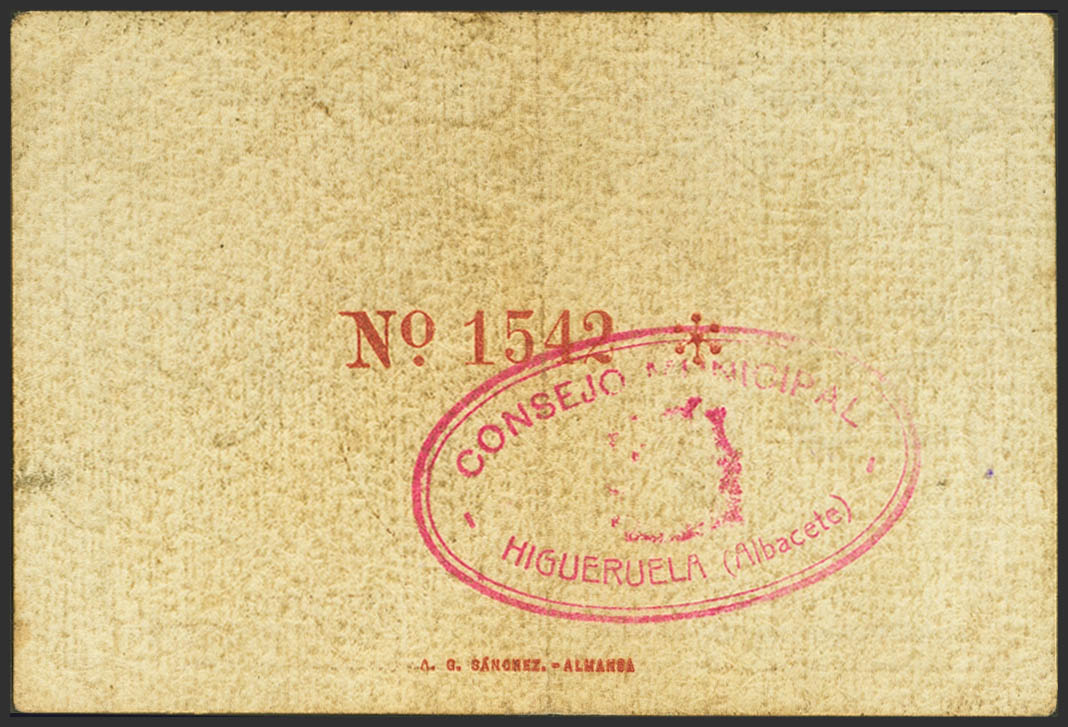 Nº 1542
CONSEJO MUNICIPAL
HIGUERUELA (Albacete)
A. G. SÁNCHEZ.-ALMANSA